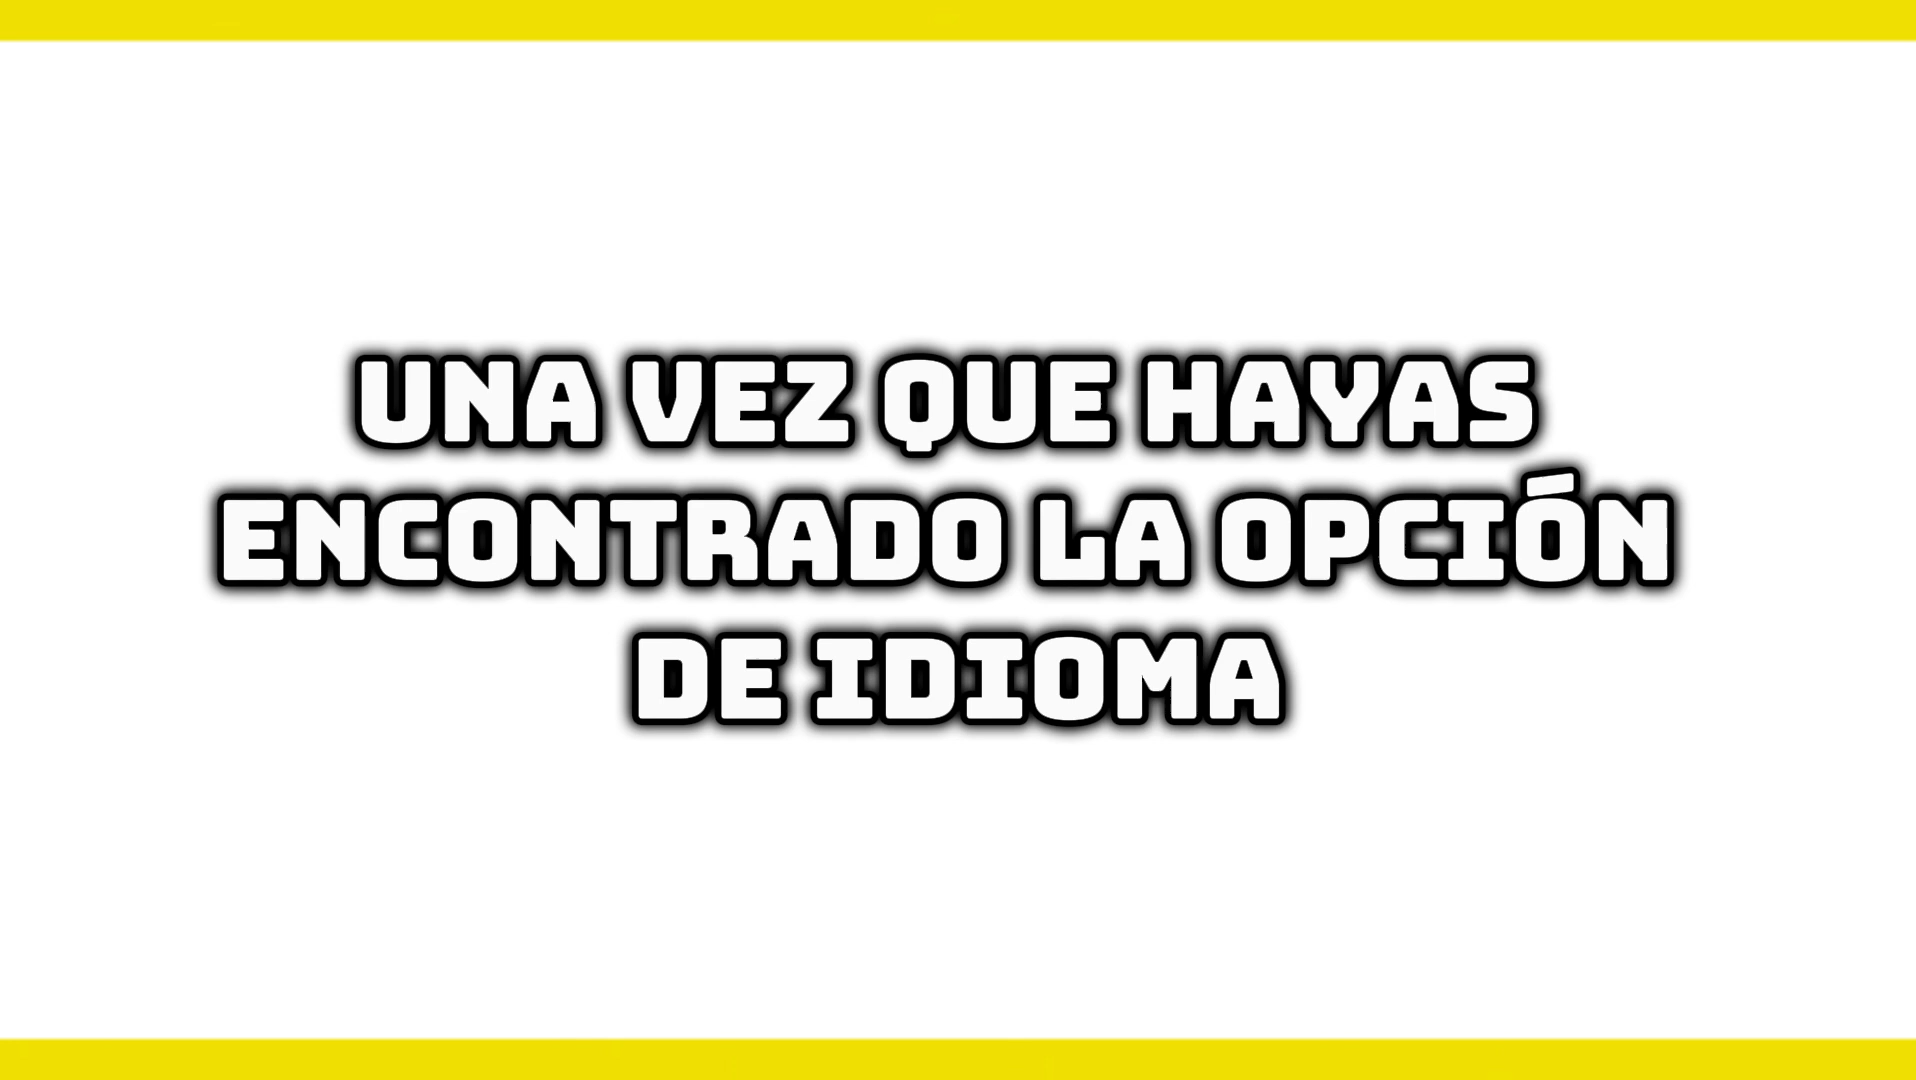 UNA VEZ QUE HAYAS
ENCONTRADO LA OPCIÓN
DE IDIOMA